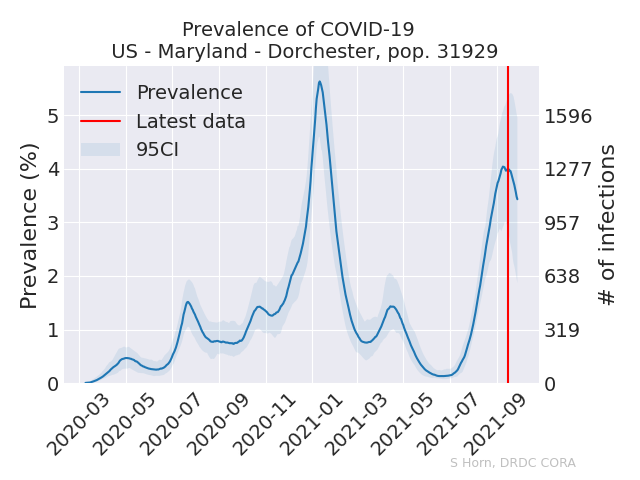 Prevalence of COVID-19
US - Maryland - Dorchester, pop. 31929
Prevalence
Latest data
95CI
Prevalence (%)
5
4
3
2
1
0
1596
1277
957
638
319
0
# of infections
2020-03
2020-05
2020-07
2020-09
2020-11
2021-01
2021-03
2021-05
2021-07
2021-09
S Horn, DRDC CORA